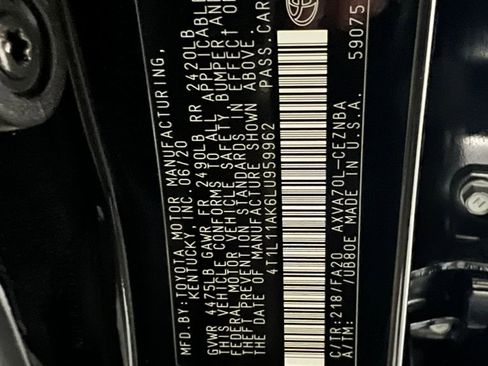 MFD.BY:TOYOTA MOTOR MANUFACTURING,
KENTUCKY, INC. 06/20
GVWR 4475LB GAWR FR 2490LB RR 2420LB
THIS VEHICLE CONFORMS TO ALL APPLICABLE
FEDERAL MOTOR VEHICLE SAFETY, BUMPER, AND
THEFT PREVENTION STANDARDS IN EFFECT ON
THE DATE OF MANUFACTURE SHOWN ABOVE.
4T1L11AK6LU959962 PASS. CAR
C/TR:218/FA20 AXVA70L-CEZNBA
A/TM: /UB80E MADE IN U.S.A.
59075